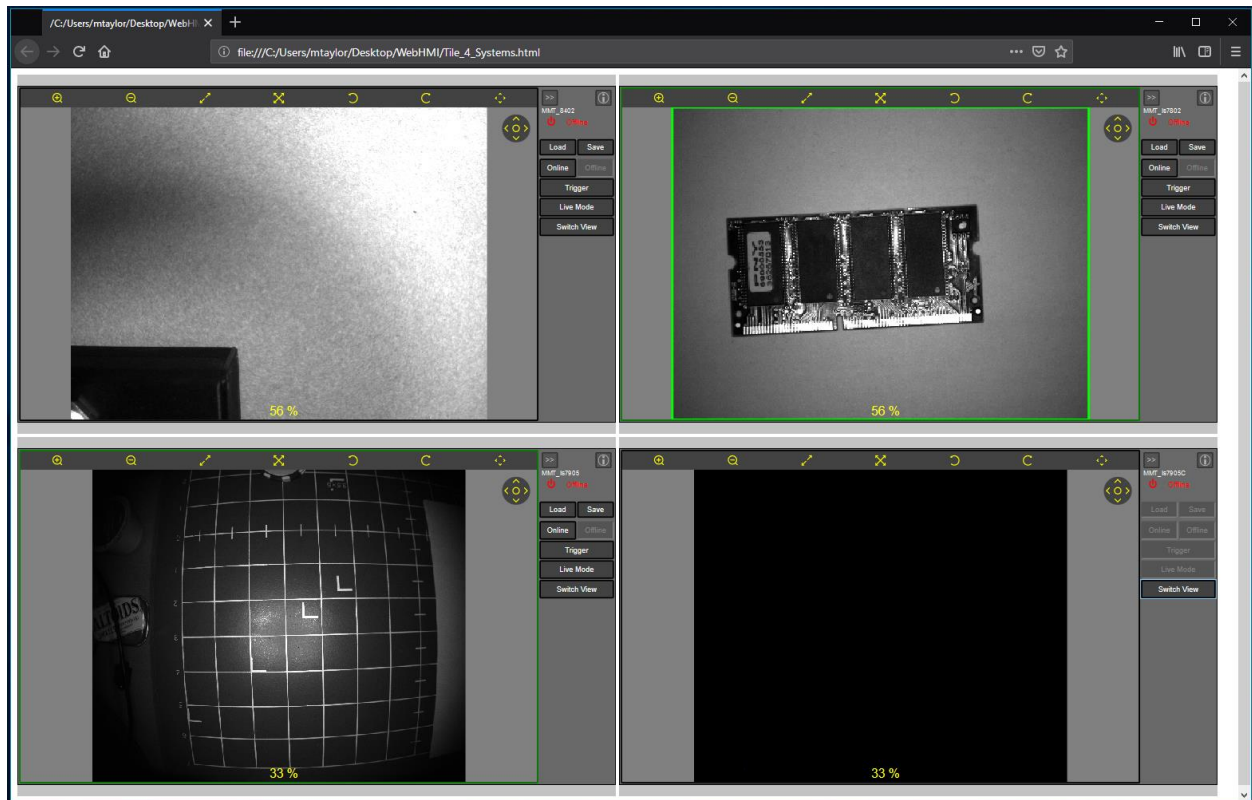 /C:/Users/mtaylor/Desktop/WebH
file:///C:/Users/mtaylor/Desktop/WebHMI/Tile_4_Systems.html
>>
MMT_8402
Offline
Load Save
Online Offline
Trigger
Live Mode
Switch View
56 %
>>
MMT_is7802
Offline
Load Save
Online Offline
Trigger
Live Mode
Switch View
PNY
56 %
>>
MMT_is7905
Offline
Load Save
Online Offline
Trigger
Live Mode
Switch View
33 %
>>
MMT_is7905C
Offline
Load Save
Online Offline
Trigger
Live Mode
Switch View
33 %